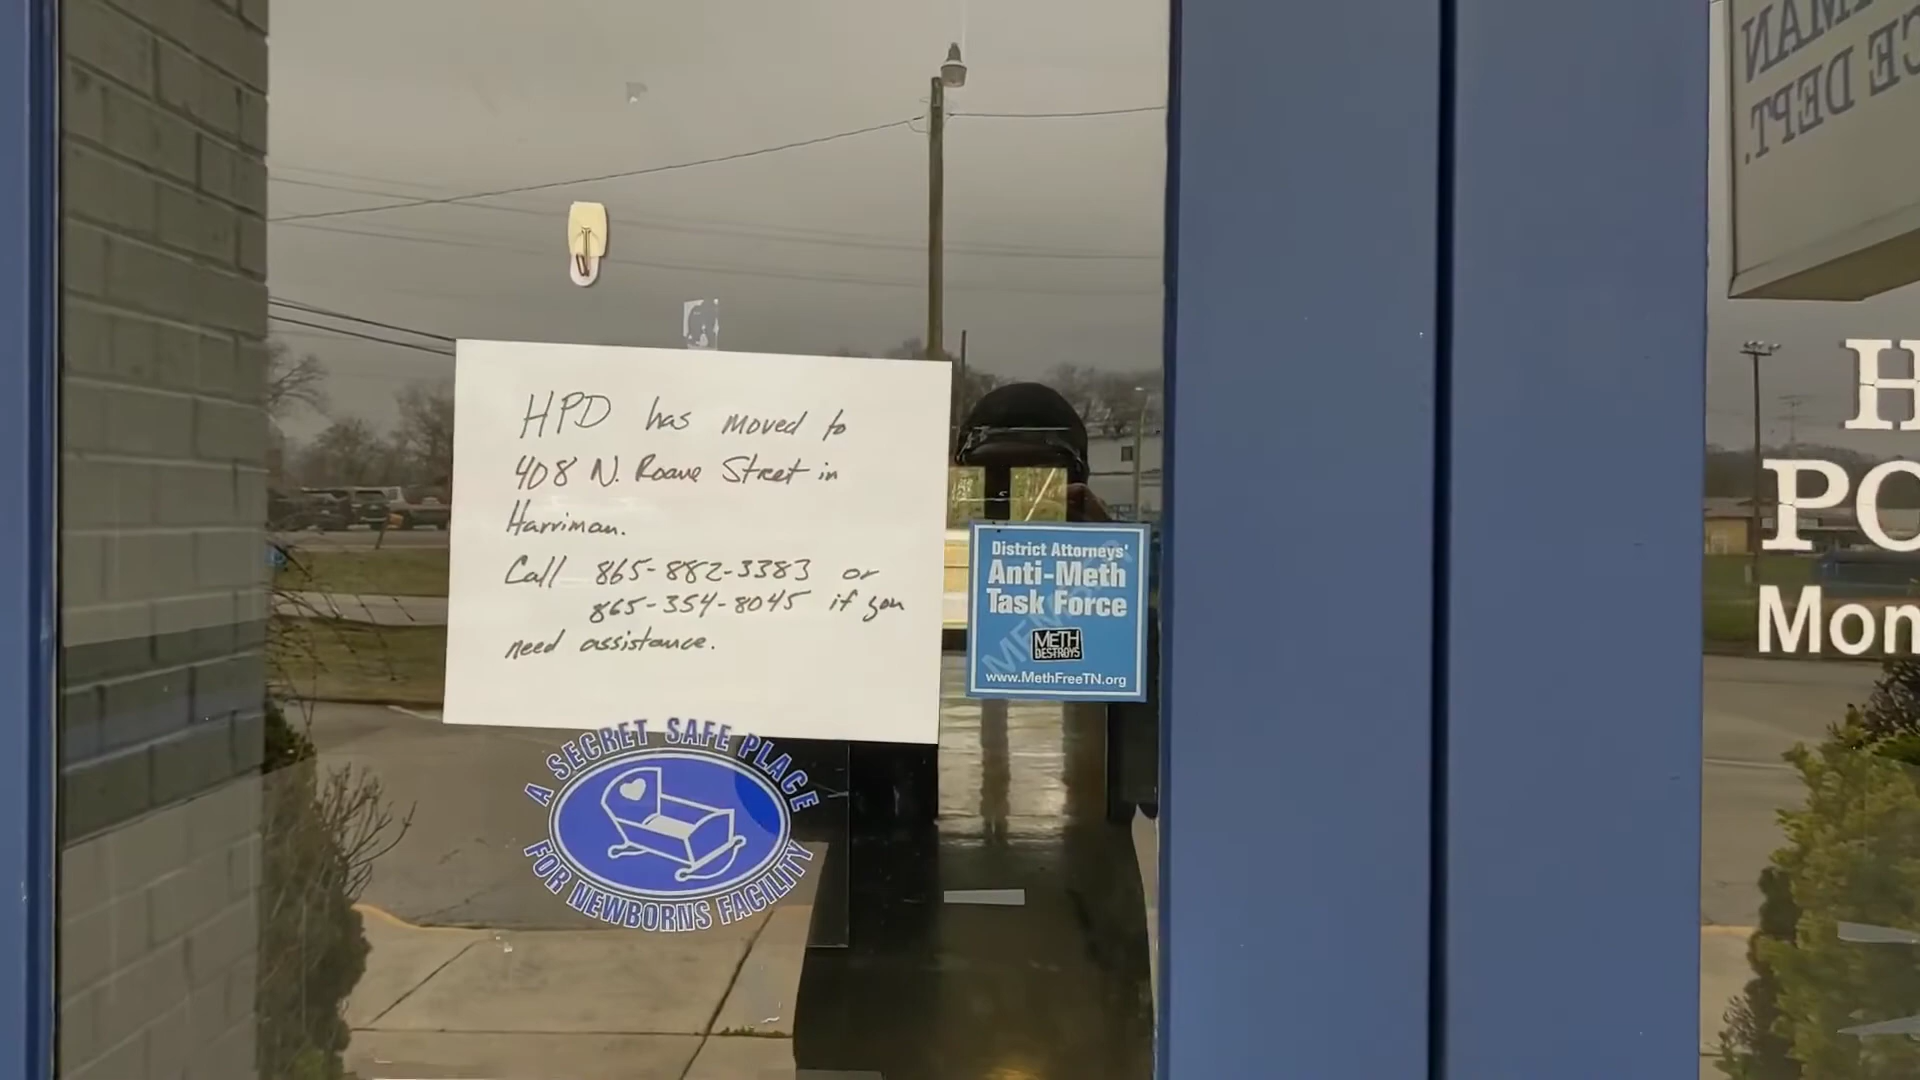 HPD has moved to
408 N. Roane Street in
Harriman.
Call 865-882-3383 or
865-354-8045 if you
need assistance.
District Attorneys'
Anti-Meth
Task Force
MEMBER
METH
DESTROYS
www.MethFreeTN.org
A SECRET SAFE PLACE
FOR NEWBORNS FACILITY
MAN
CE DEPT.
H
PO
Mon